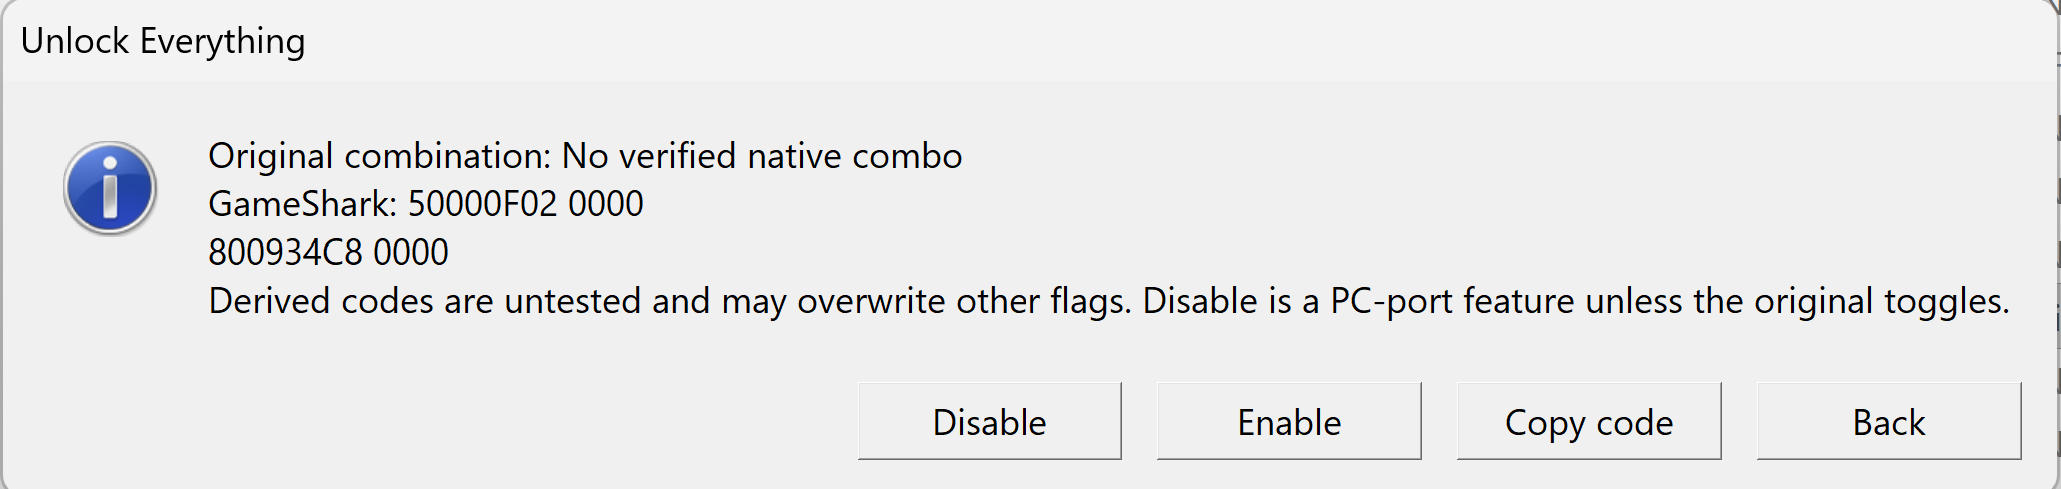 Unlock Everything
Original combination: No verified native combo
GameShark: 50000F02 0000
800934C8 0000
Derived codes are untested and may overwrite other flags. Disable is a PC-port feature unless the original toggles.
Disable
Enable
Copy code
Back